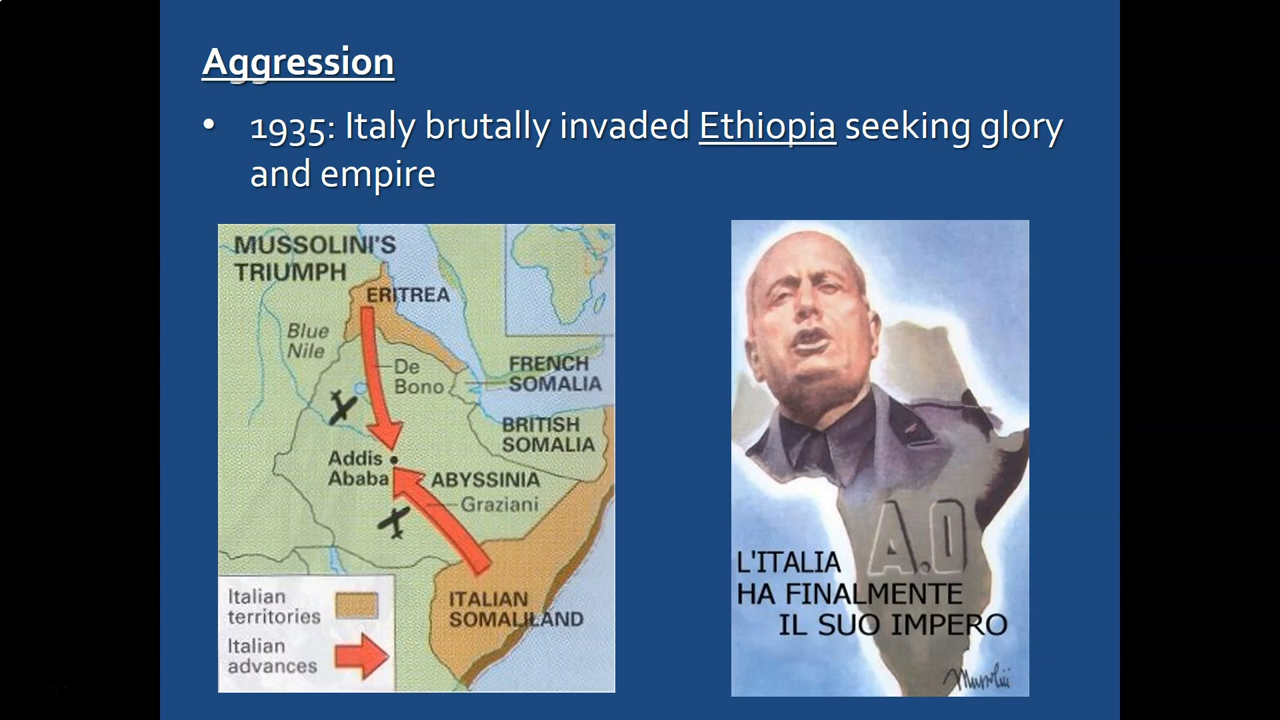 Aggression
• 1935: Italy brutally invaded Ethiopia seeking glory
and empire
MUSSOLINI'S
TRIUMPH
ERITREA
Blue
Nile
De
Bono
FRENCH
SOMALIA
BRITISH
SOMALIA
Addis
Ababa
ABYSSINIA
Graziani
ITALIAN
SOMALILAND
Italian
territories
Italian
advances
A.O
L'ITALIA
HA FINALMENTE
IL SUO IMPERO
Mussolini